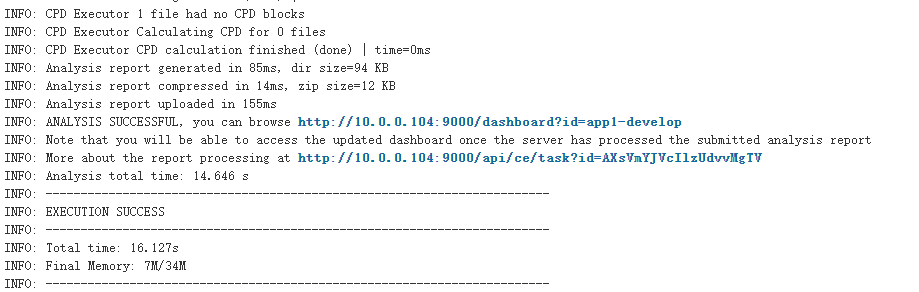 INFO: CPD Executor 1 file had no CPD blocks
INFO: CPD Executor Calculating CPD for 0 files
INFO: CPD Executor CPD calculation finished (done) | time=0ms
INFO: Analysis report generated in 85ms, dir size=94 KB
INFO: Analysis report compressed in 14ms, zip size=12 KB
INFO: Analysis report uploaded in 155ms
INFO: ANALYSIS SUCCESSFUL, you can browse http://10.0.0.104:9000/dashboard?id=app1-develop
INFO: Note that you will be able to access the updated dashboard once the server has processed the submitted analysis report
INFO: More about the report processing at http://10.0.0.104:9000/api/ce/task?id=AXsVmYJVcIlzUdvvMgTV
INFO: Analysis total time: 14.646 s
INFO: ------------------------------------------------------------------------
INFO: EXECUTION SUCCESS
INFO: ------------------------------------------------------------------------
INFO: Total time: 16.127s
INFO: Final Memory: 7M/34M
INFO: ------------------------------------------------------------------------